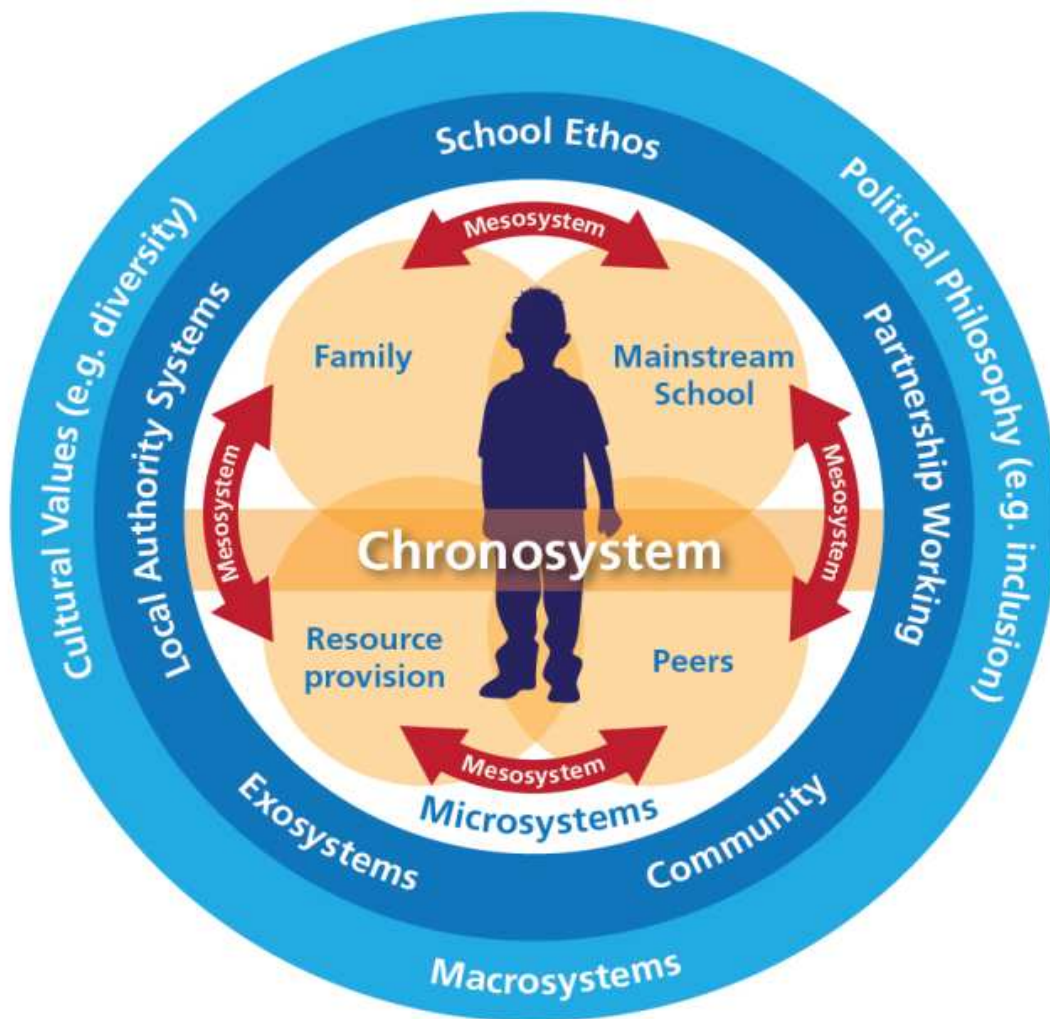 School Ethos
Cultural Values (e.g. diversity)
Political Philosophy (e.g. inclusion)
Local Authority Systems
Partnership Working
Mesosystem
Family
Mainstream
School
Mesosystem
Mesosystem
Chronosystem
Resource
provision
Peers
Mesosystem
Microsystems
Exosystems
Community
Macrosystems